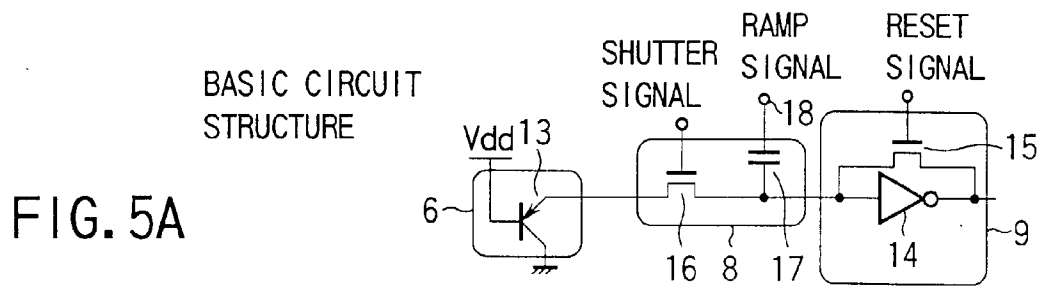 BASIC CIRCUIT
STRUCTURE
SHUTTER
SIGNAL
RAMP
SIGNAL
RESET
SIGNAL
18
Vdd
13
15
6
FIG. 5A
14
9
16
8
17